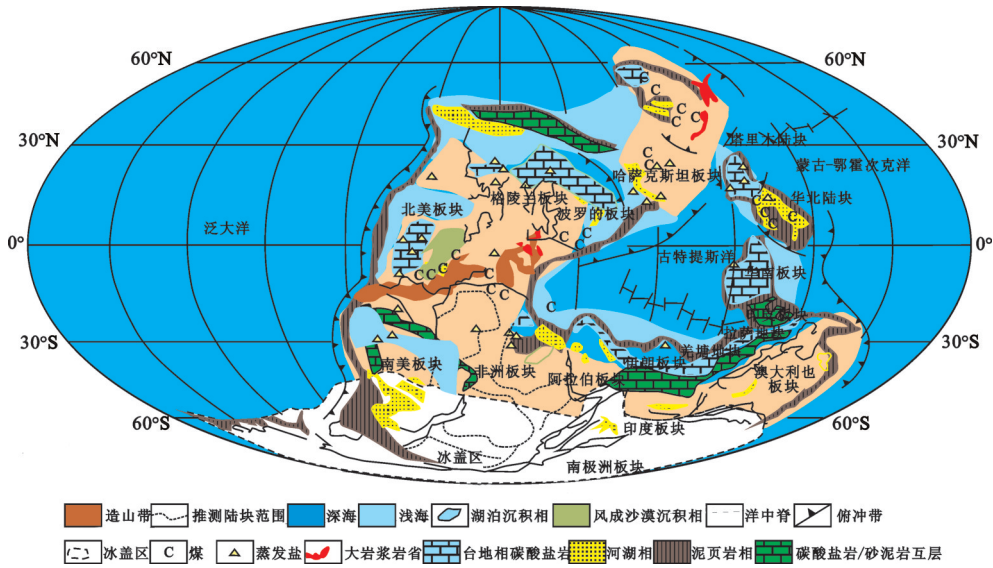 60°N
60°N
30°N
30°N
塔里木陆块
蒙古-鄂霍次克洋
哈萨克斯坦板块
格陵兰板块
华北陆块
北美板块
波罗的板块
泛大洋
0°
0°
古特提斯洋
华南板块
拉萨地块
羌塘地块
30°S
30°S
南美板块
非洲板块
伊朗板块
阿拉伯板块
澳大利也
板块
60°S
60°S
印度板块
冰盖区
南极洲板块
C C C C C C C C C C C C C C C C C C C C C
造山带 推测陆块范围 深海 浅海 湖泊沉积相 风成沙漠沉积相 洋中脊 俯冲带
冰盖区 C 煤 蒸发盐 大岩浆岩省 台地相碳酸盐岩 河湖相 泥页岩相 碳酸盐岩/砂泥岩互层